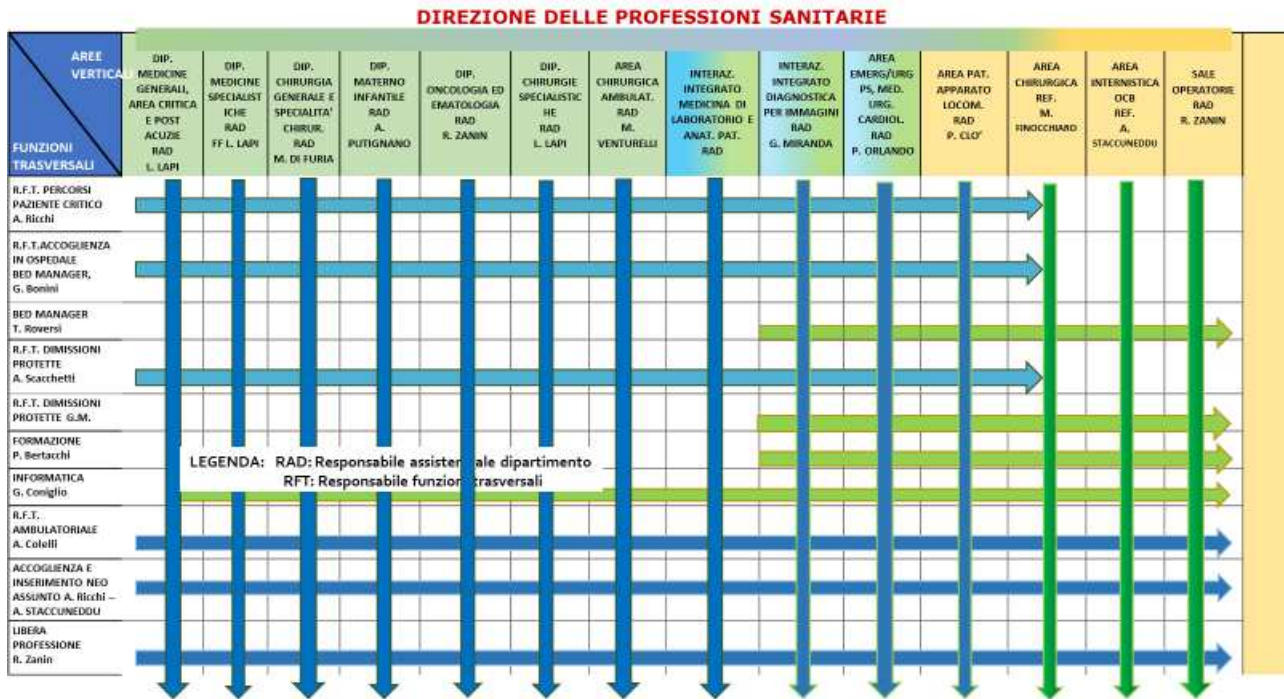 DIREZIONE DELLE PROFESSIONI SANITARIE
AREE
VERTICALI
FUNZIONI
TRASVERSALI
DIP.
MEDICINE
GENERALI,
AREA CRITICA
E POST
ACUZIE
RAD
L. LAPI
DIP.
MEDICINE
SPECIALIST
ICHE
RAD
FF L. LAPI
DIP.
CHIRURGIA
GENERALE E
SPECIALITA'
CHIRUR.
RAD
M. DI FURIA
DIP.
MATERNO
INFANTILE
RAD
A.
PUTIGNANO
DIP.
ONCOLOGIA ED
EMATOLOGIA
RAD
R. ZANIN
DIP.
CHIRURGIE
SPECIALISTIC
HE
RAD
L. LAPI
AREA
CHIRURGICA
AMBULAT.
RAD
M.
VENTURELLI
INTERAZ.
INTEGRATO
MEDICINA DI
LABORATORIO E
ANAT. PAT.
RAD
INTERAZ.
INTEGRATO
DIAGNOSTICA
PER IMMAGINI
RAD
G. MIRANDA
AREA
EMERG/URG
PS, MED.
URG.
CARDIOL.
RAD
P. ORLANDO
AREA PAT.
APPARATO
LOCOM.
RAD
P. CLO'
AREA
CHIRURGICA
REF.
M.
FINOCCHIARO
AREA
INTERNISTICA
OCB
REF.
A.
STACCUNEDDU
SALE
OPERATORIE
RAD
R. ZANIN
R.F.T. PERCORSI
PAZIENTE CRITICO
A. Ricchi
R.F.T.ACCOGLIENZA
IN OSPEDALE
BED MANAGER,
G. Bonini
BED MANAGER
T. Roversi
R.F.T. DIMISSIONI
PROTETTE
A. Scacchetti
R.F.T. DIMISSIONI
PROTETTE G.M.
FORMAZIONE
P. Bertacchi
INFORMATICA
G. Coniglio
R.F.T.
AMBULATORIALE
A. Colelli
ACCOGLIENZA E
INSERIMENTO NEO
ASSUNTO A. Ricchi –
A. STACCUNEDDU
LIBERA
PROFESSIONE
R. Zanin
LEGENDA: RAD: Responsabile assistenziale dipartimento
RFT: Responsabile funzioni trasversali